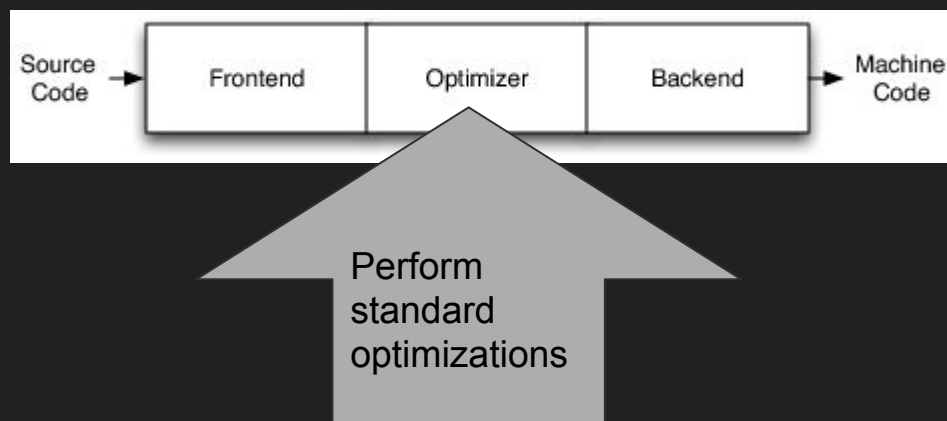 Source
Code
Frontend
Optimizer
Backend
Machine
Code
Perform
standard
optimizations